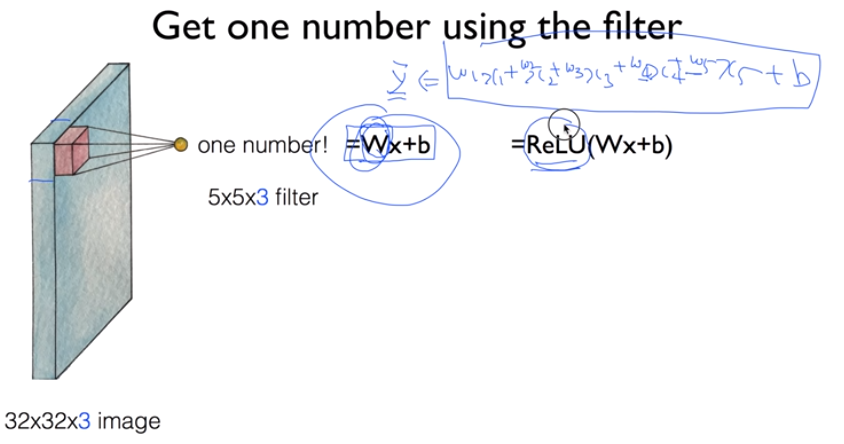 Get one number using the filter
ŷ ⇐ w1x1+w2x2+w3x3+w4x4+w5x5+b
one number! =Wx+b =ReLU(Wx+b)
5x5x3 filter
32x32x3 image